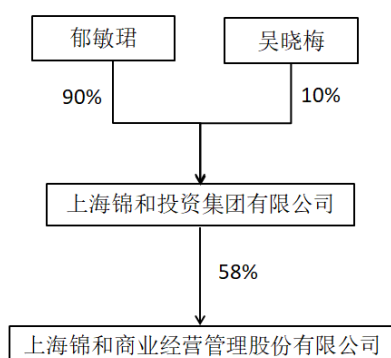 郁敏珺
吴晓梅
90%
10%
上海锦和投资集团有限公司
58%
上海锦和商业经营管理股份有限公司